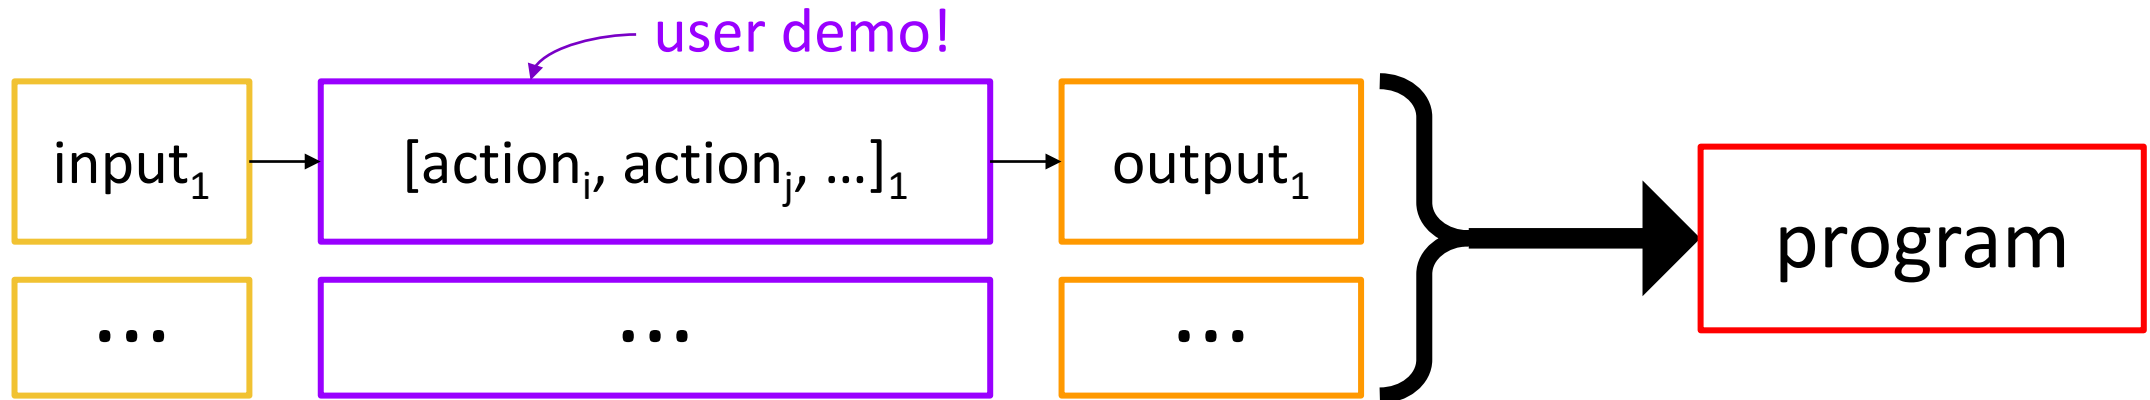 user demo!
input₁
[actionᵢ, actionⱼ, ...]₁
output₁
program
...
...
...